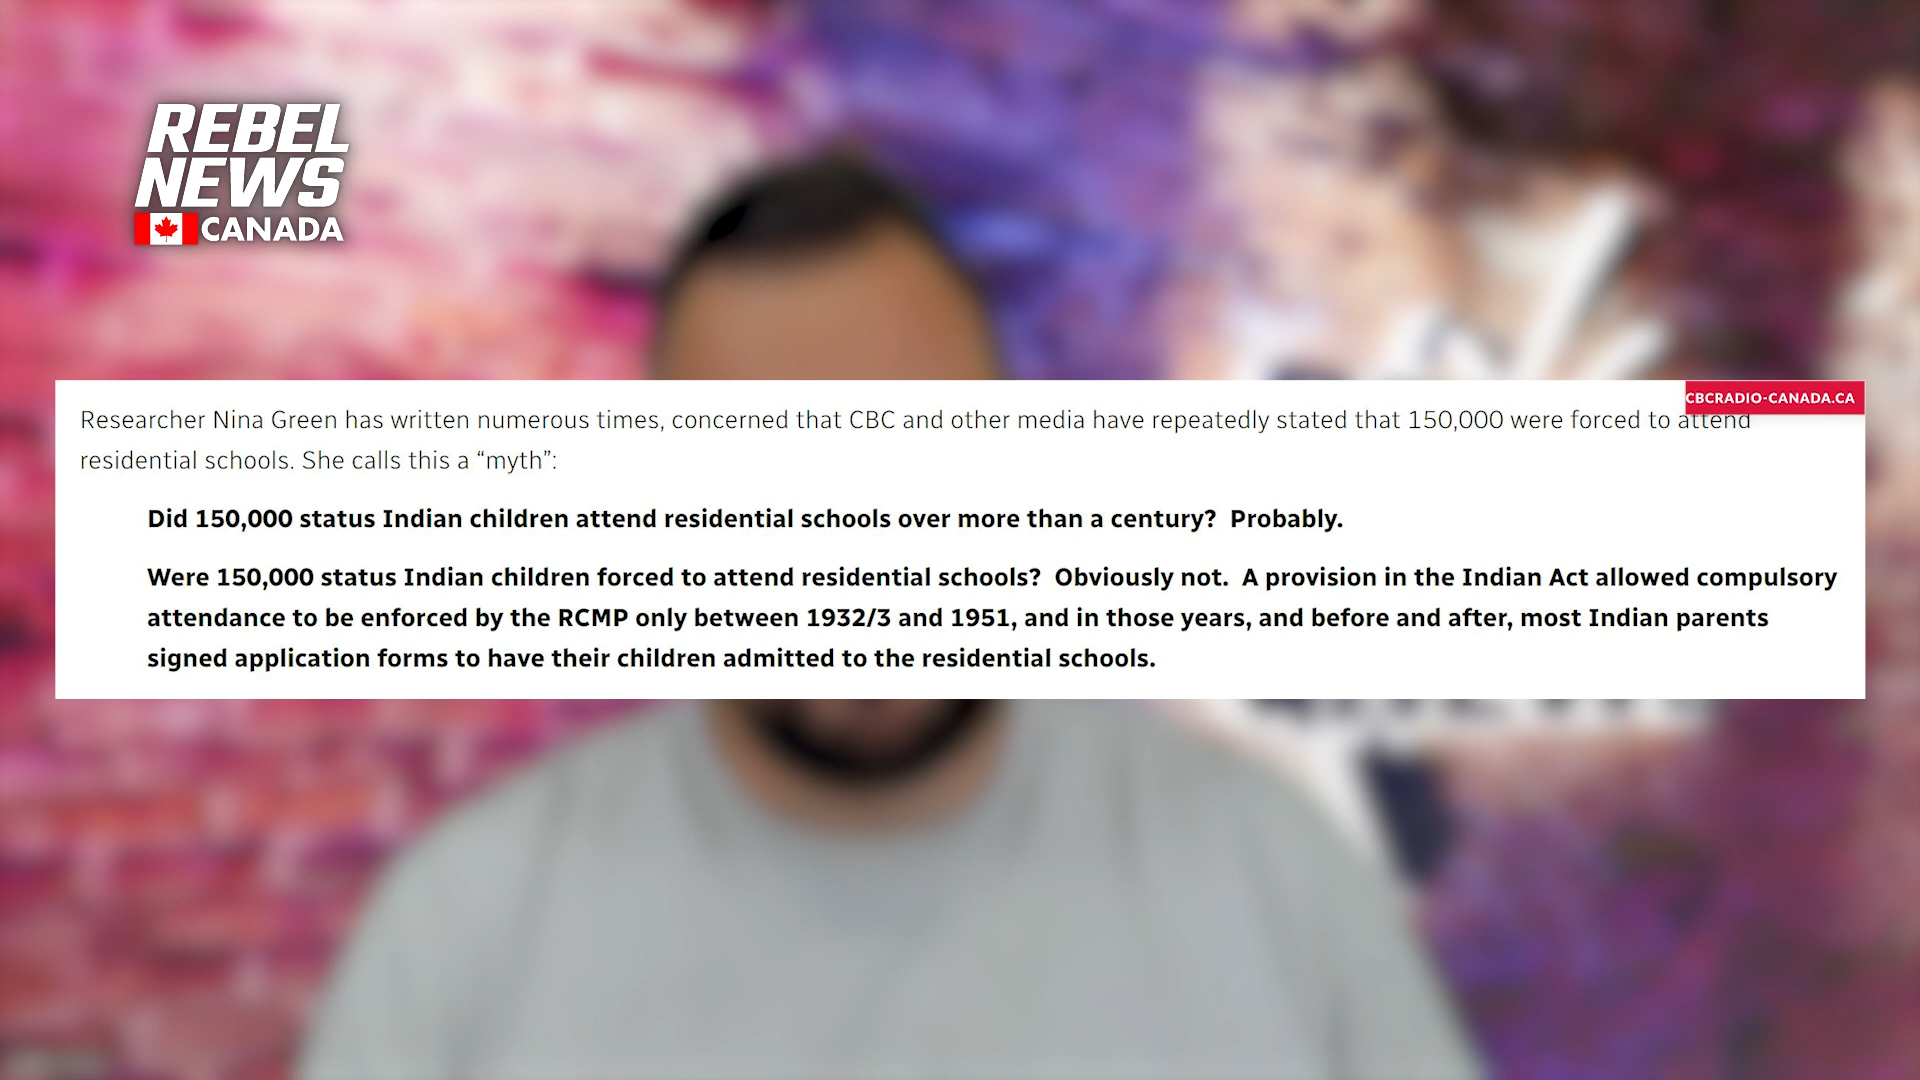 REBEL
NEWS
CANADA
CBCRADIO-CANADA.CA
Researcher Nina Green has written numerous times, concerned that CBC and other media have repeatedly stated that 150,000 were forced to attend
residential schools. She calls this a “myth”:
Did 150,000 status Indian children attend residential schools over more than a century?  Probably.
Were 150,000 status Indian children forced to attend residential schools?  Obviously not.  A provision in the Indian Act allowed compulsory
attendance to be enforced by the RCMP only between 1932/3 and 1951, and in those years, and before and after, most Indian parents
signed application forms to have their children admitted to the residential schools.